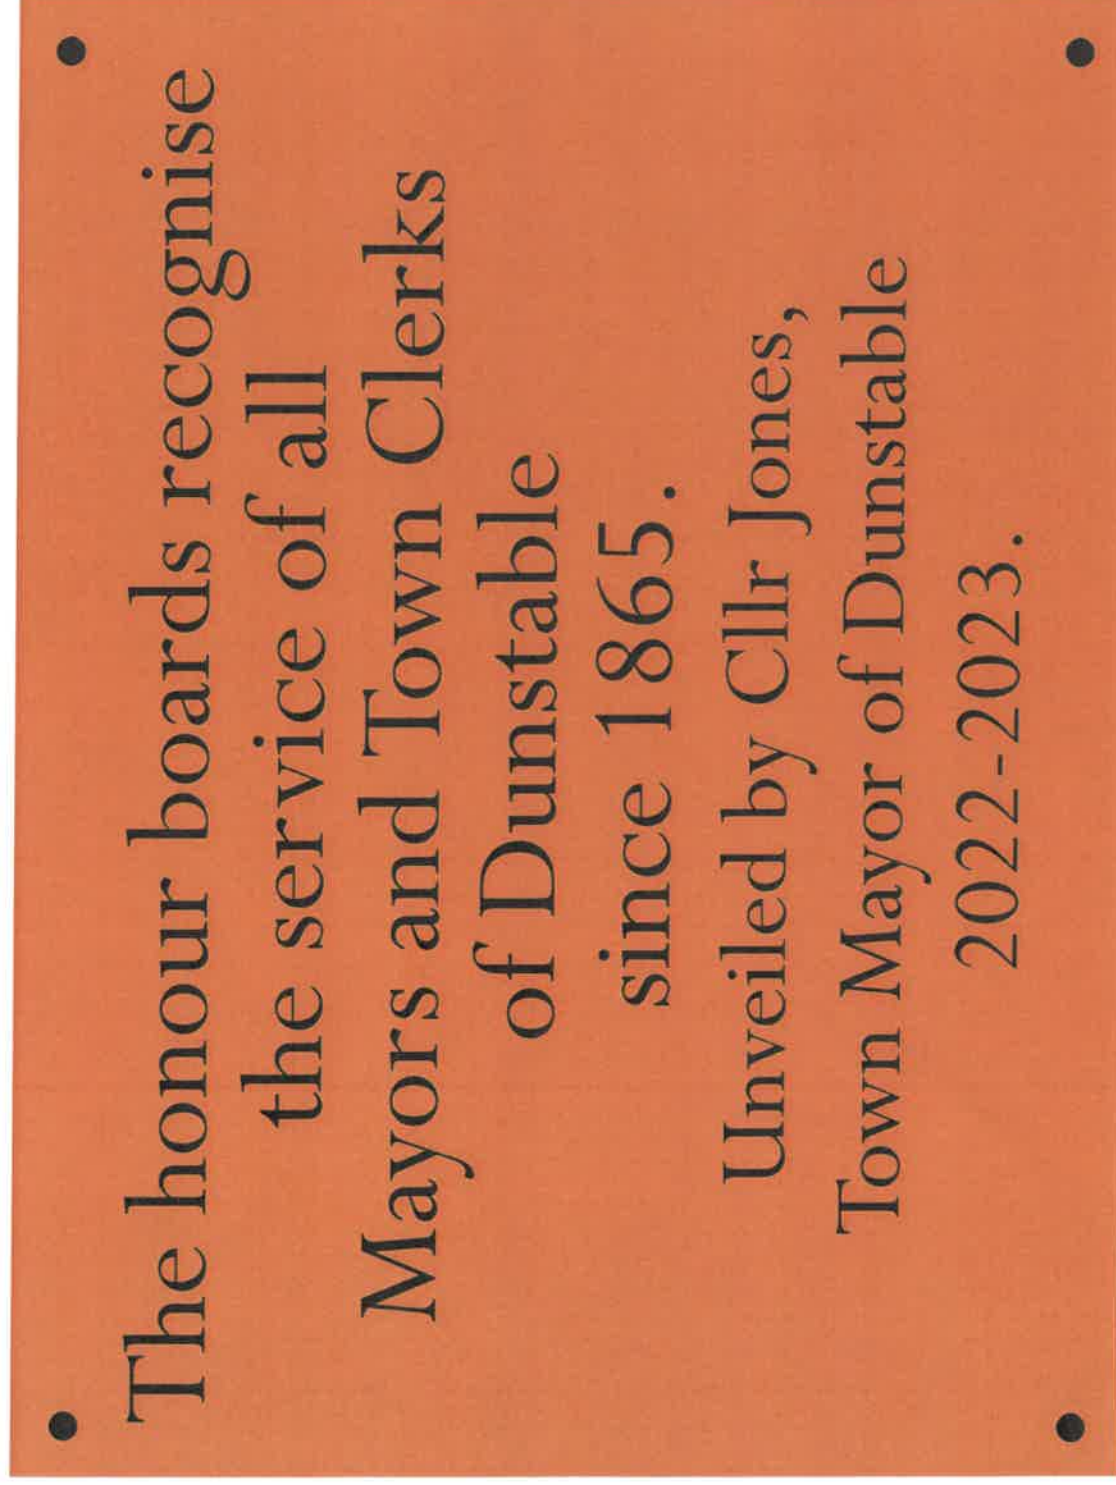 The honour boards recognise
the service of all
Mayors and Town Clerks
of Dunstable
since 1865.
Unveiled by Cllr Jones,
Town Mayor of Dunstable
2022-2023.